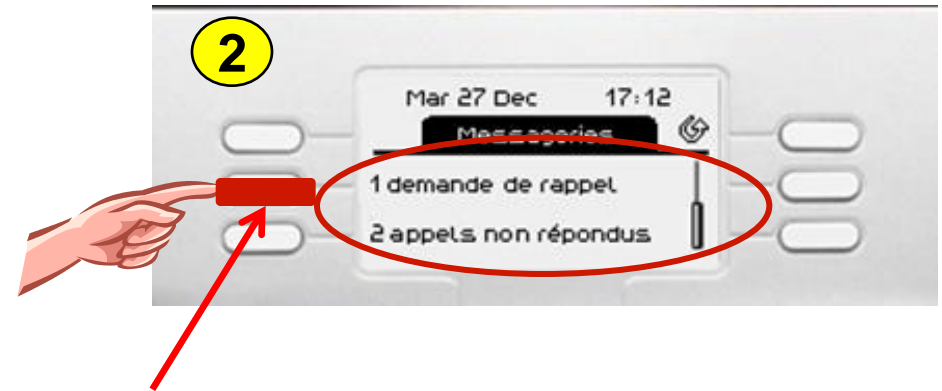 2
Mar 27 Dec 17:12
Messageries
1 demande de rappel
2 appels non répondus